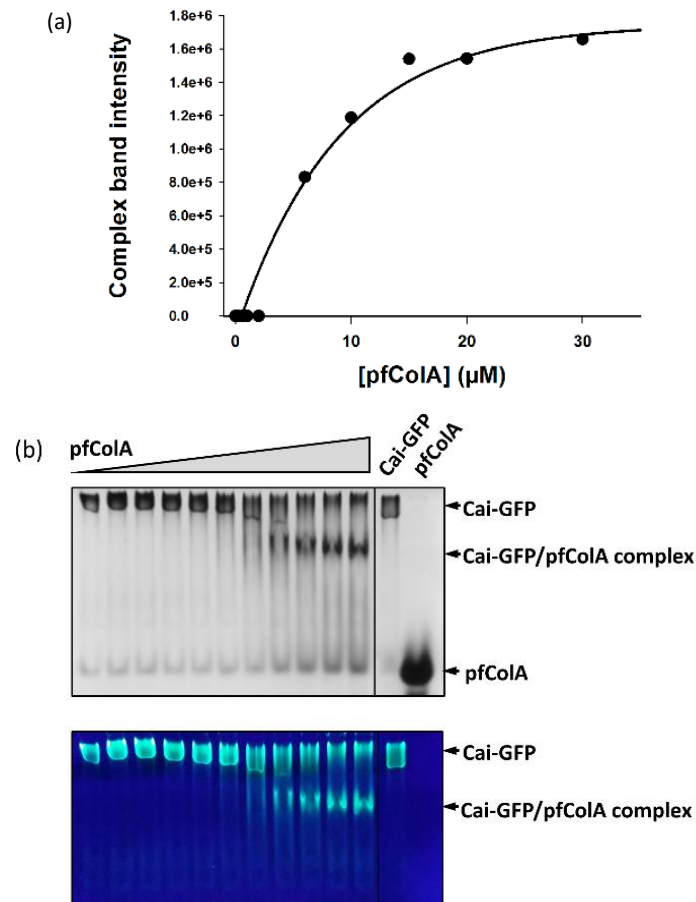 (a)
Complex band intensity
1.8e+6
1.6e+6
1.4e+6
1.2e+6
1.0e+6
8.0e+5
6.0e+5
4.0e+5
2.0e+5
0.0
0 10 20 30
[pfColA] (µM)
(b)
pfColA
Cai-GFP
pfColA
Cai-GFP
Cai-GFP/pfColA complex
pfColA
Cai-GFP
Cai-GFP/pfColA complex